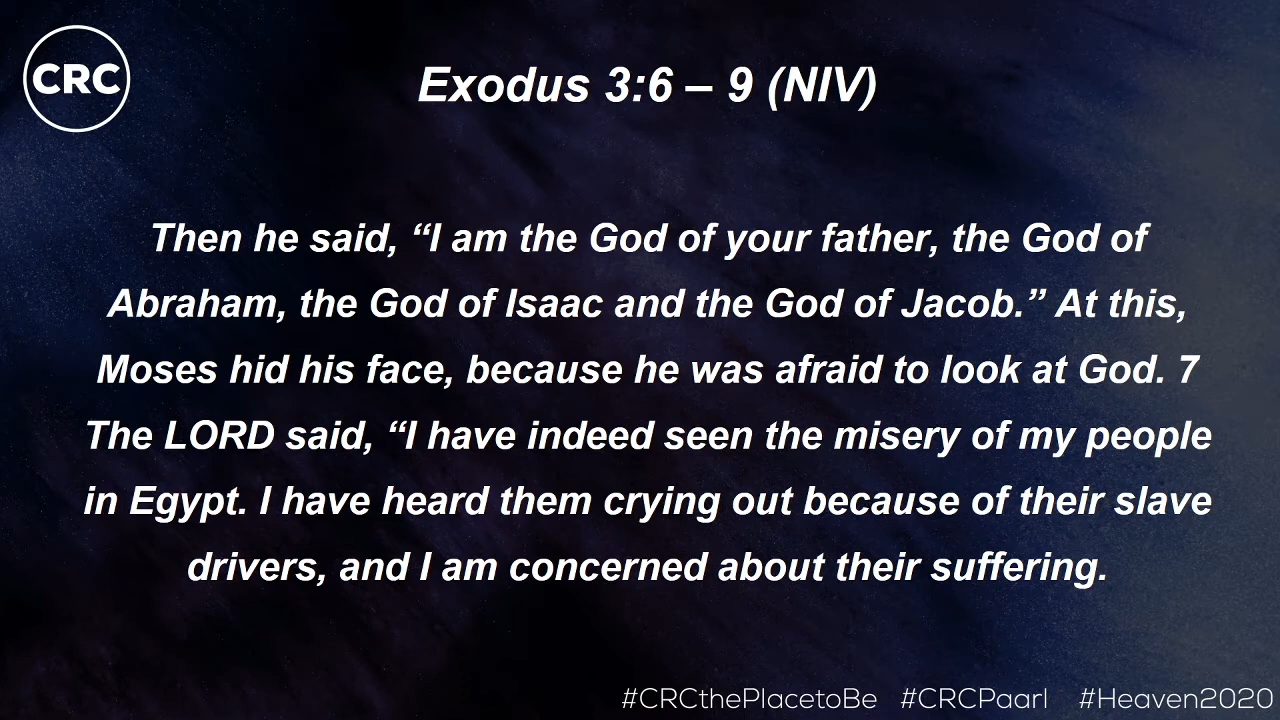 CRC
Exodus 3:6 – 9 (NIV)
Then he said, “I am the God of your father, the God of
Abraham, the God of Isaac and the God of Jacob.” At this,
Moses hid his face, because he was afraid to look at God. 7
The LORD said, “I have indeed seen the misery of my people
in Egypt. I have heard them crying out because of their slave
drivers, and I am concerned about their suffering.
#CRCthePlacetoBe #CRCPaarl #Heaven2020